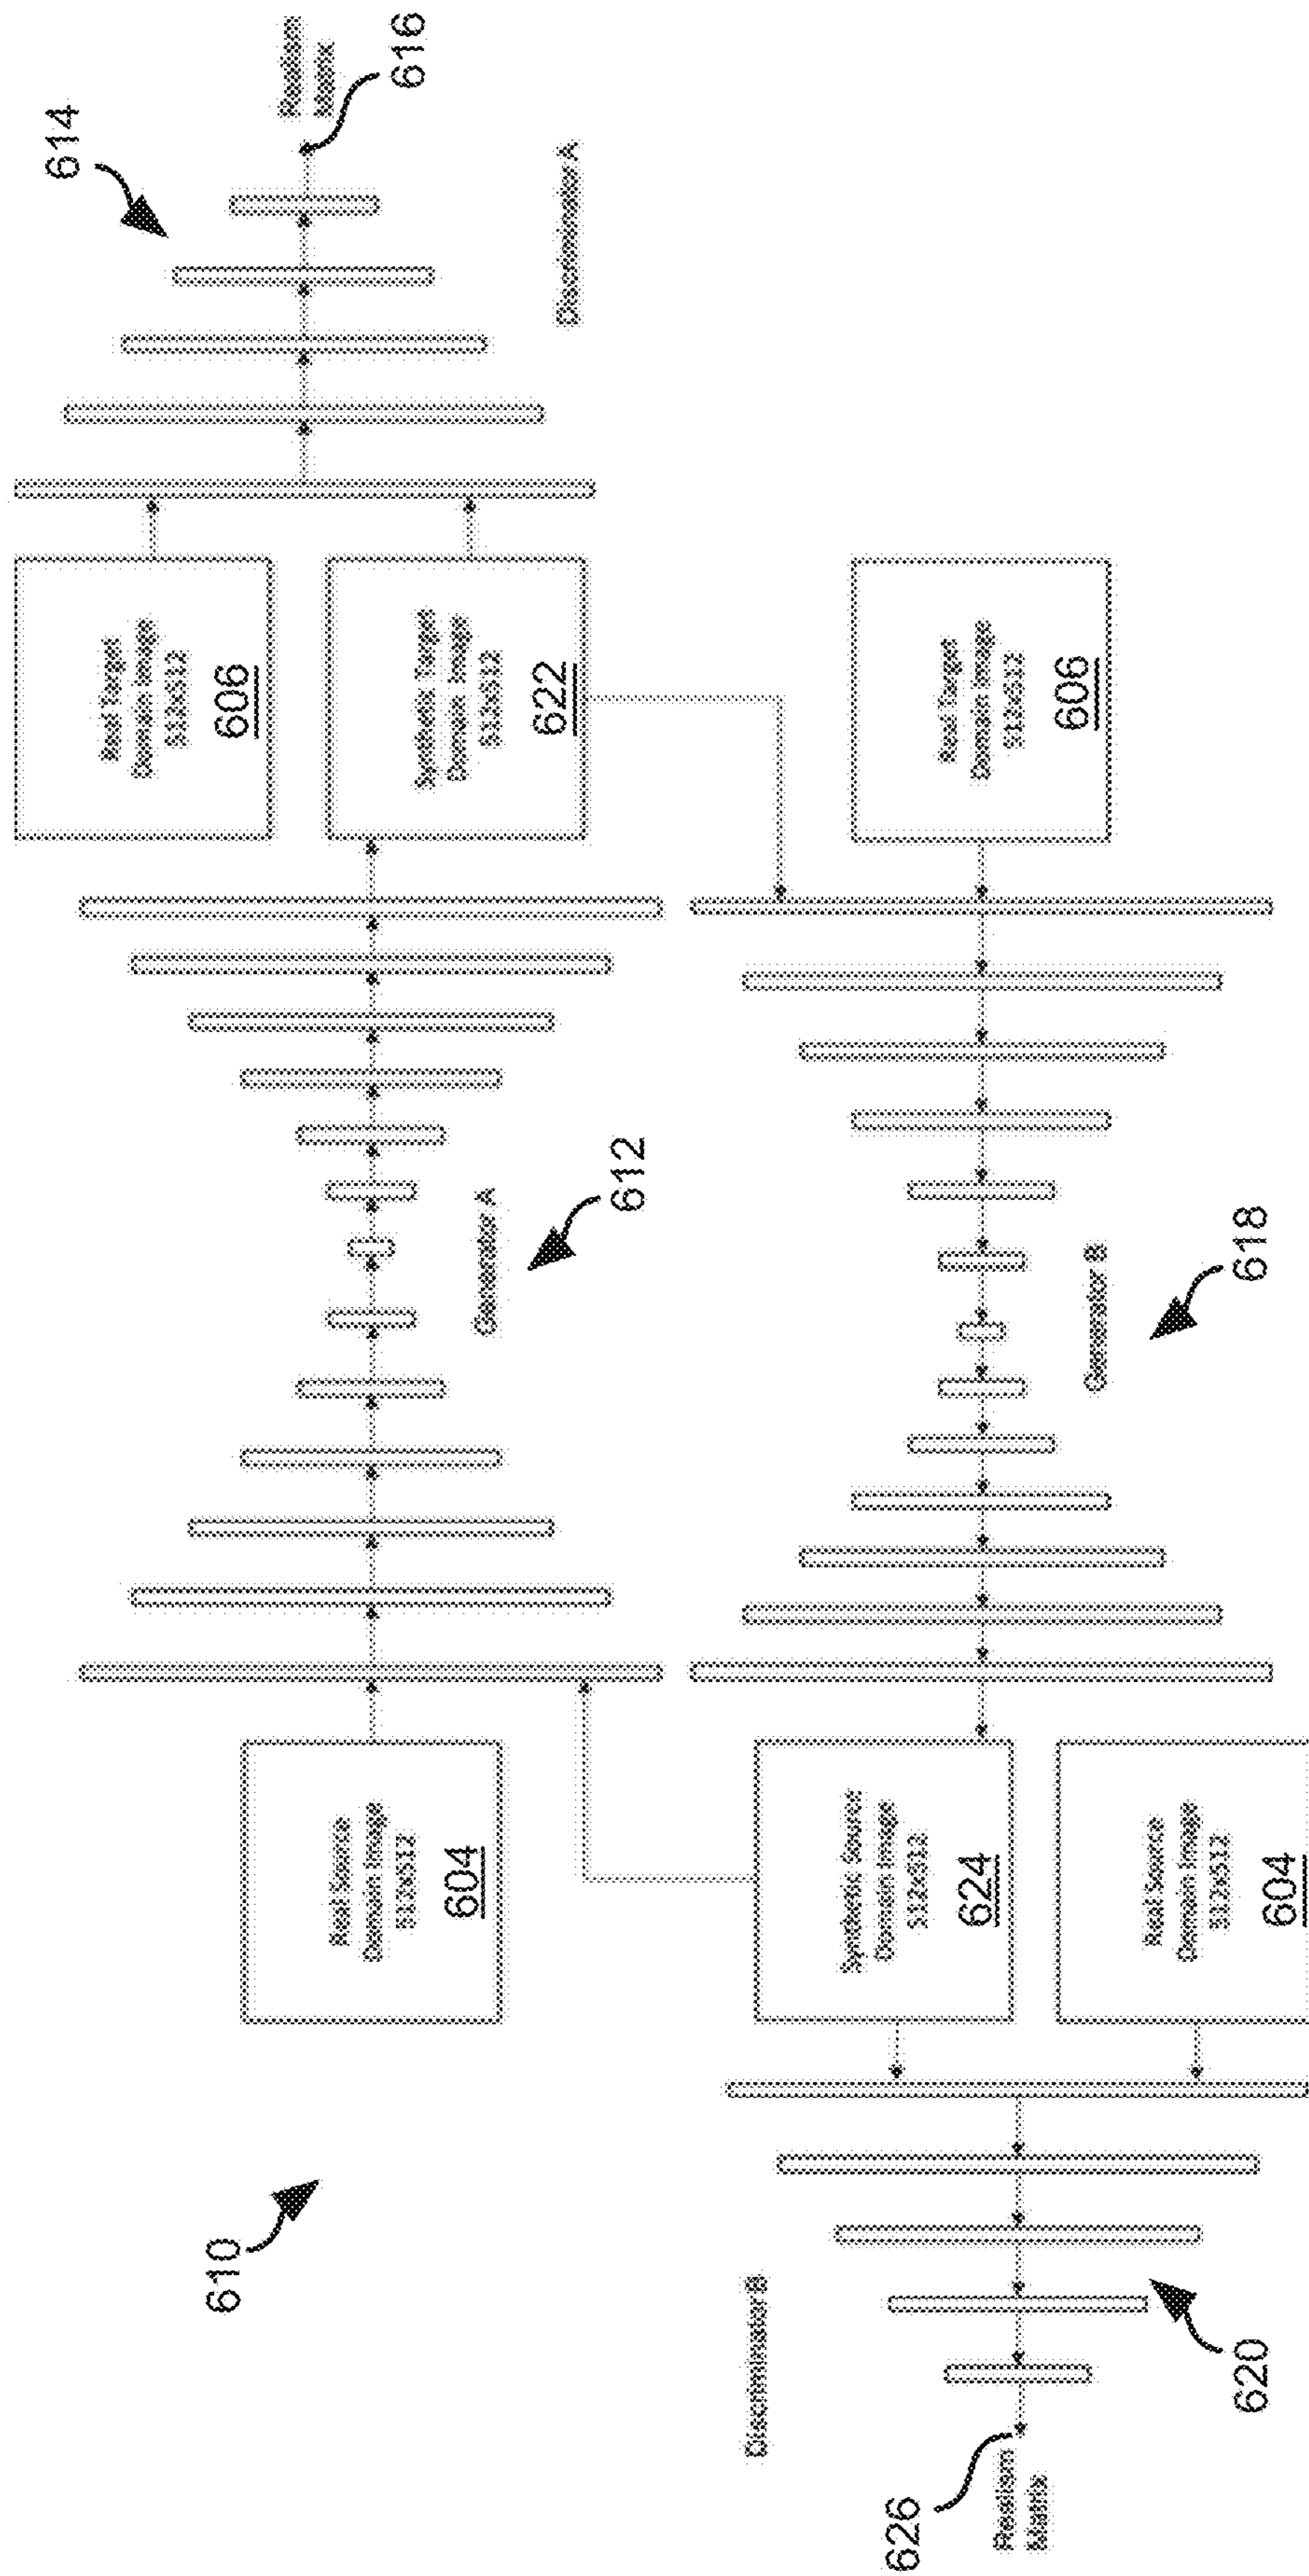 610
Real Source
Domain Image
512x512
604
Generator A
612
Real Target
Domain Image
512x512
606
Synthetic Target
Domain Image
512x512
622
614
Realism
Matrix
616
Discriminator A
626
Realism
Matrix
Discriminator B
620
Synthetic Source
Domain Image
512x512
624
Real Source
Domain Image
512x512
604
Generator B
618
Real Target
Domain Image
512x512
606